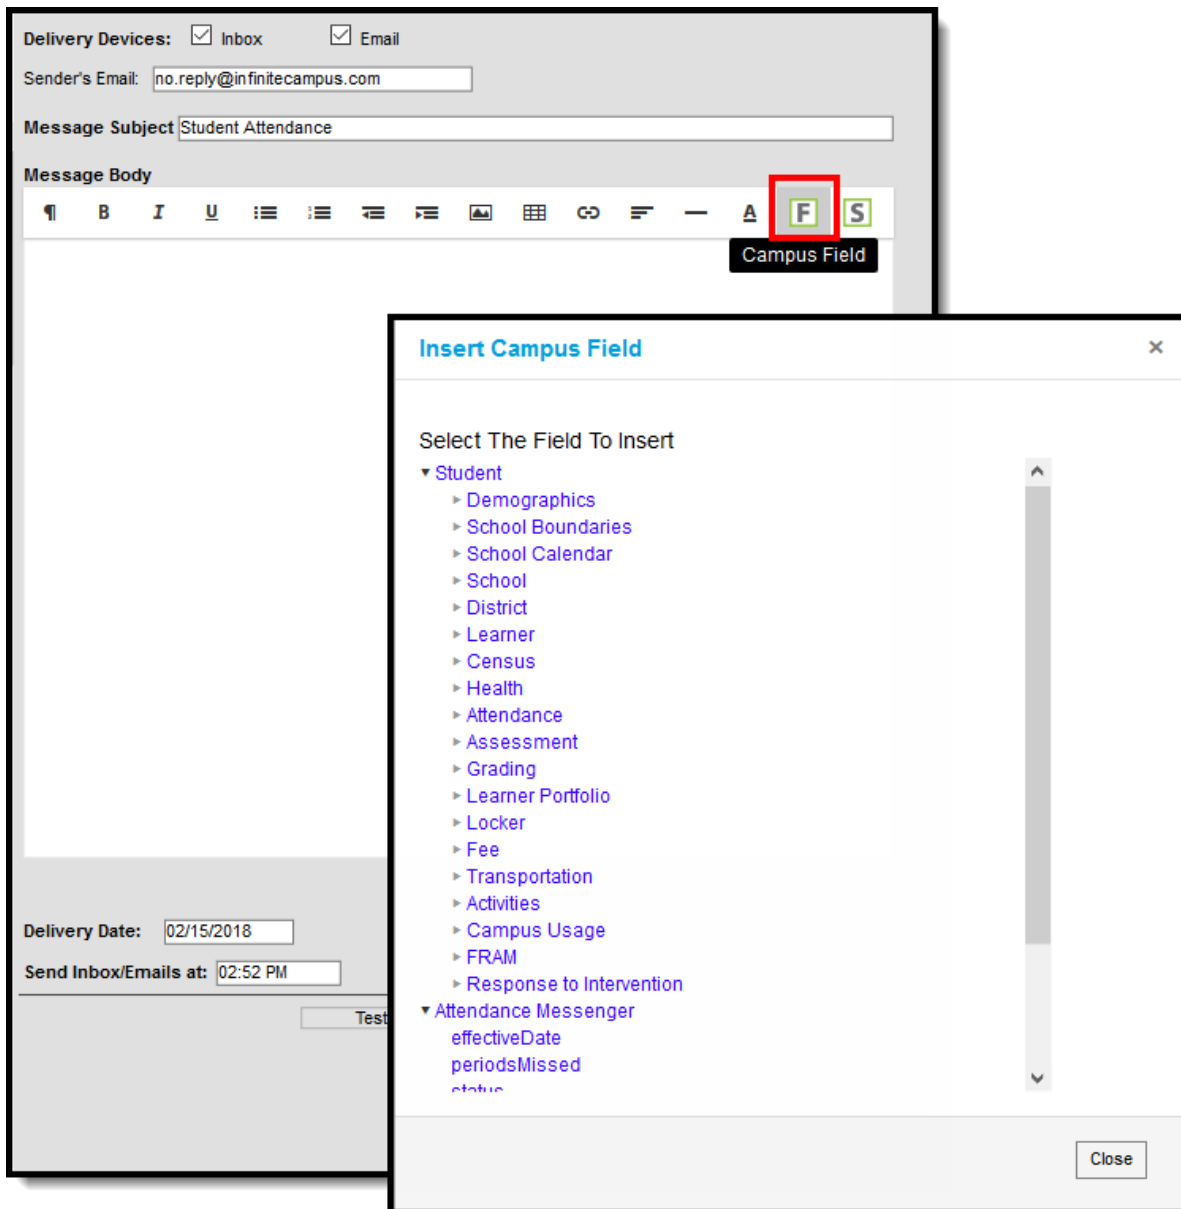 Delivery Devices: Inbox Email
Sender's Email: no.reply@infinitecampus.com
Message Subject Student Attendance
Message Body
¶ B I U A F S
Campus Field
Insert Campus Field ×
Select The Field To Insert
Student
Demographics
School Boundaries
School Calendar
School
District
Learner
Census
Health
Attendance
Assessment
Grading
Learner Portfolio
Locker
Fee
Transportation
Activities
Campus Usage
FRAM
Response to Intervention
Attendance Messenger
effectiveDate
periodsMissed
status
Delivery Date: 02/15/2018
Send Inbox/Emails at: 02:52 PM
Test
Close